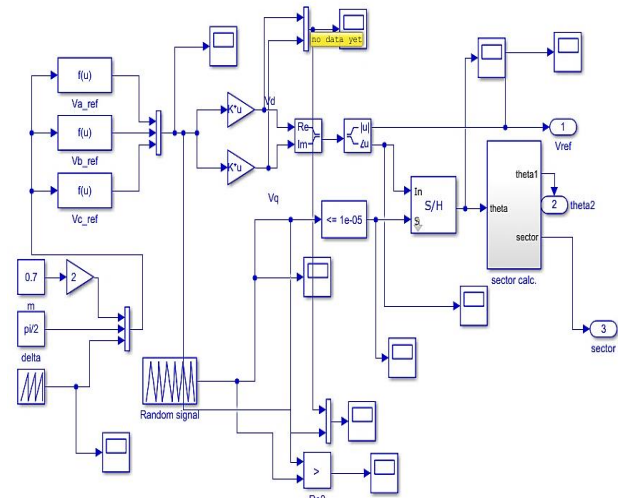 no data yet
f(u)
Va_ref
f(u)
Vb_ref
f(u)
Vc_ref
K*u
Vd
K*u
Vq
Re
Im
|u|
∠u
1
Vref
<= 1e-05
In
S/H
S
theta
theta1
sector
sector calc.
2
theta2
3
sector
0.7
m
2
pi/2
delta
Random signal
>